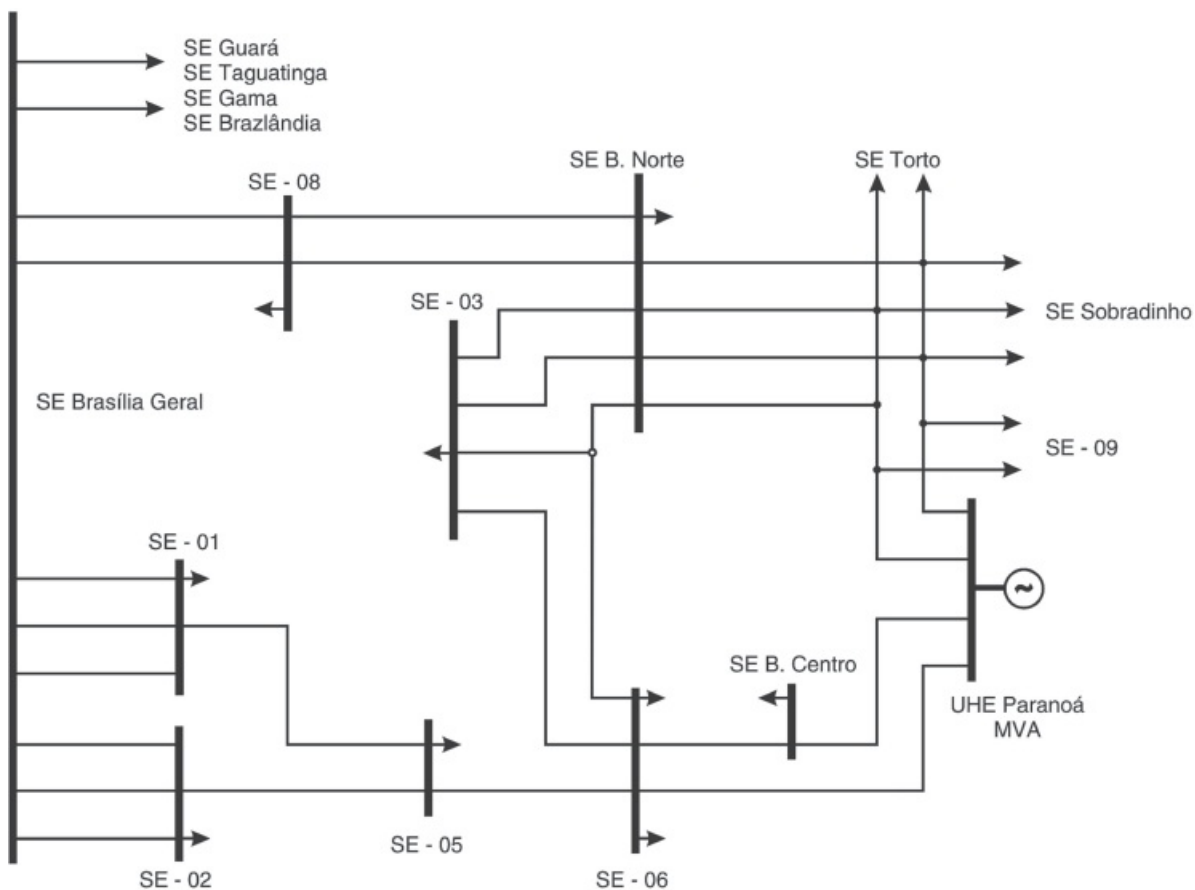 SE Guará
SE Taguatinga
SE Gama
SE Brazlândia
SE B. Norte
SE Torto
SE - 08
SE - 03
SE Sobradinho
SE Brasília Geral
SE - 09
SE - 01
SE B. Centro
UHE Paranoá
MVA
SE - 05
SE - 02
SE - 06